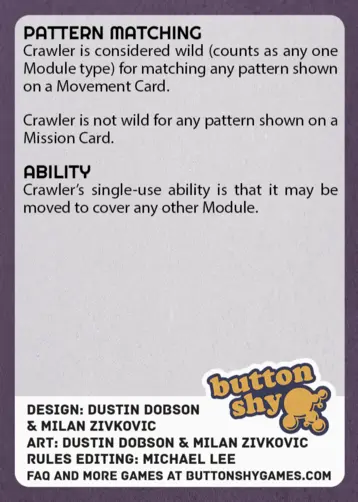 PATTERN MATCHING
Crawler is considered wild (counts as any one
Module type) for matching any pattern shown
on a Movement Card.
Crawler is not wild for any pattern shown on a
Mission Card.
ABILITY
Crawler's single-use ability is that it may be
moved to cover any other Module.
button
shy
DESIGN: DUSTIN DOBSON
& MILAN ZIVKOVIC
ART: DUSTIN DOBSON & MILAN ZIVKOVIC
RULES EDITING: MICHAEL LEE
FAQ AND MORE GAMES AT BUTTONSHYGAMES.COM